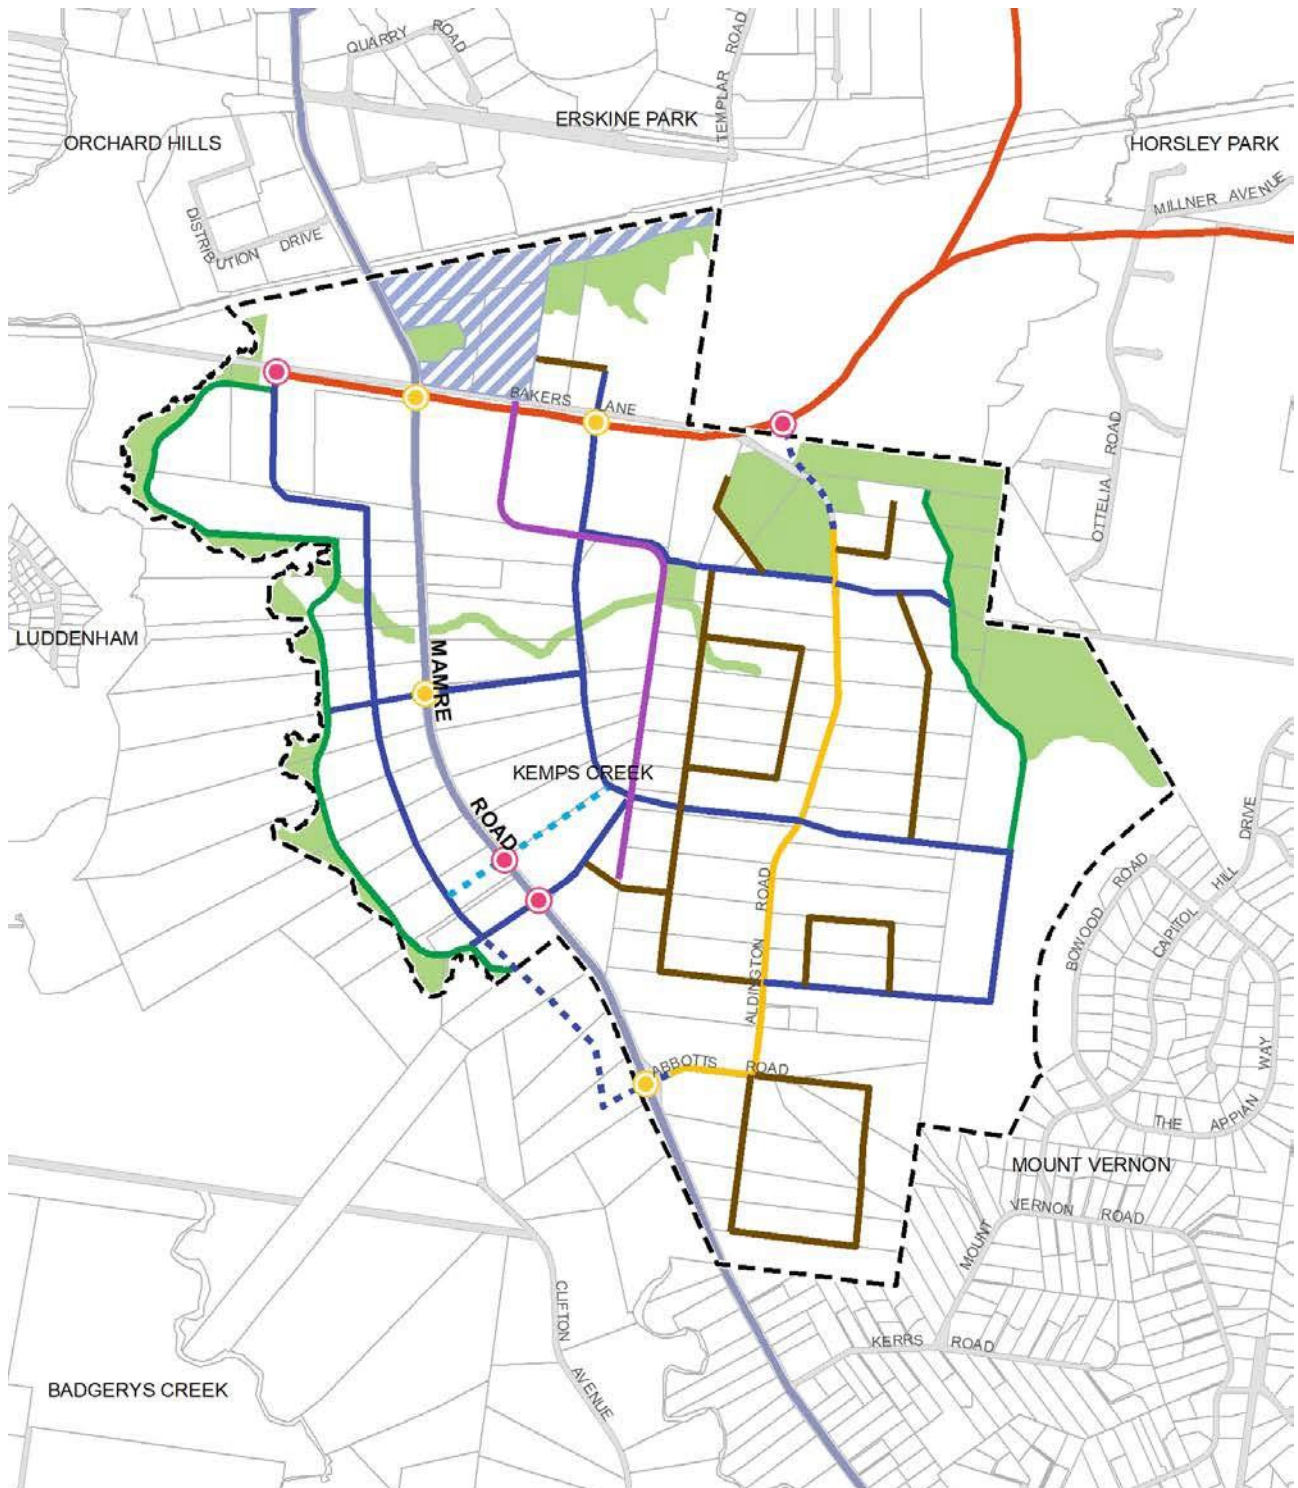 QUARRY ROAD
TEMPLAR ROAD
ERSKINE PARK
ORCHARD HILLS
HORSLEY PARK
MILLNER AVENUE
DISTRIBUTION DRIVE
BAKERS LANE
OTTELIA ROAD
LUDDENHAM
MAMRE ROAD
KEMPS CREEK
ALDINGTON ROAD
BOWOOD ROAD
CAPITOL HILL DRIVE
ABBOTTS ROAD
THE APPIAN WAY
MOUNT VERNON
MOUNT VERNON ROAD
CLIFTON AVENUE
KERRS ROAD
BADGERYS CREEK